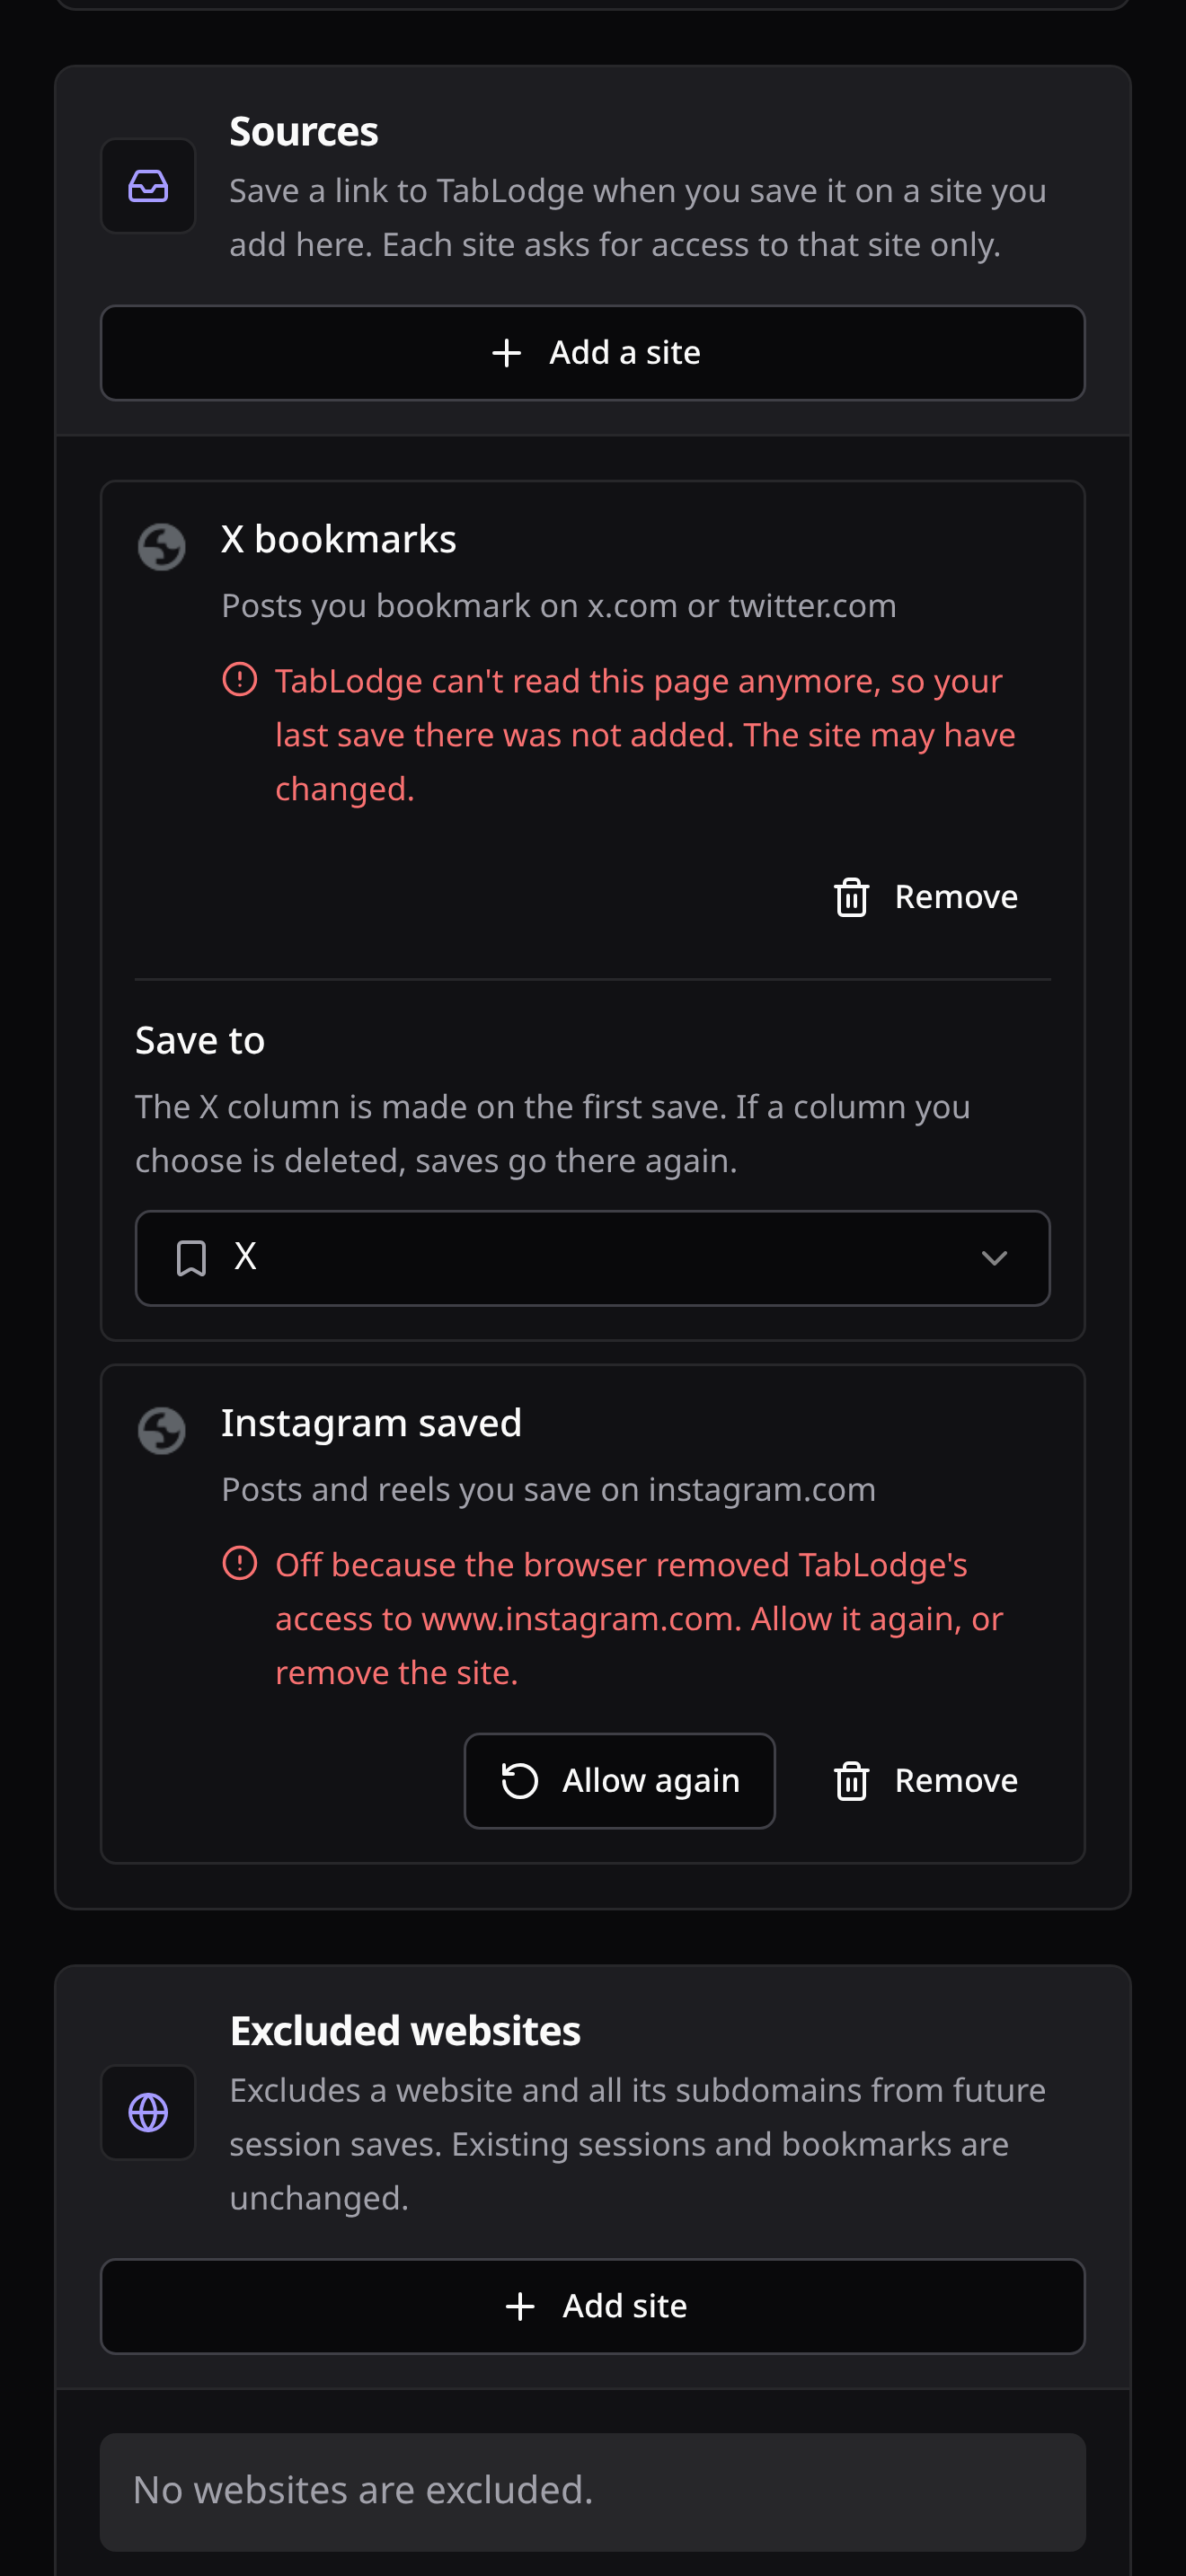 Sources
Save a link to TabLodge when you save it on a site you
add here. Each site asks for access to that site only.
Add a site
X bookmarks
Posts you bookmark on x.com or twitter.com
TabLodge can't read this page anymore, so your
last save there was not added. The site may have
changed.
Remove
Save to
The X column is made on the first save. If a column you
choose is deleted, saves go there again.
X
Instagram saved
Posts and reels you save on instagram.com
Off because the browser removed TabLodge's
access to www.instagram.com. Allow it again, or
remove the site.
Allow again
Remove
Excluded websites
Excludes a website and all its subdomains from future
session saves. Existing sessions and bookmarks are
unchanged.
Add site
No websites are excluded.